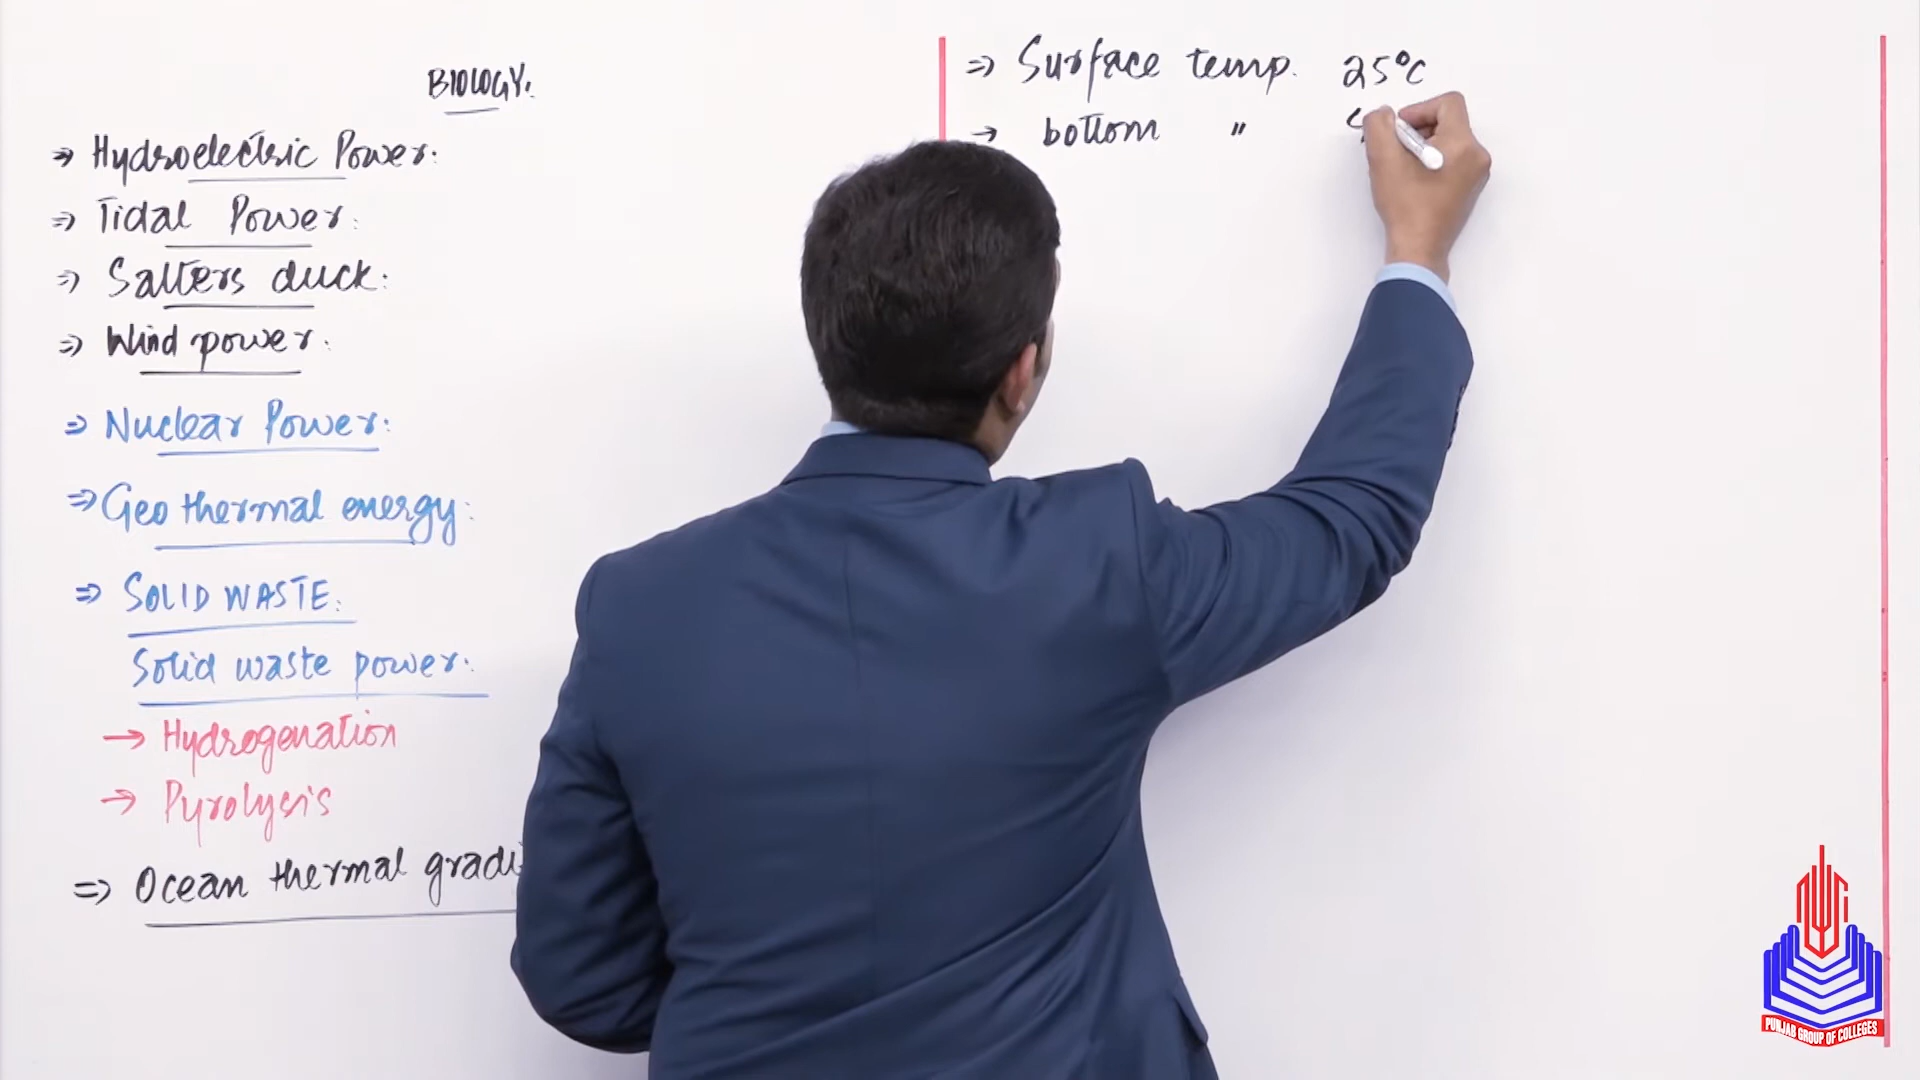 BIOLOGY.
⇒ Hydroelectric Power.
⇒ Tidal Power.
⇒ Salters duck.
⇒ Wind power.
⇒ Nuclear Power.
⇒ Geo thermal energy.
⇒ SOLID WASTE.
Solid waste power.
→ Hydrogenation
→ Pyrolysis
⇒ Ocean thermal gradi
⇒ Surface temp. 25°C
→ bottom "
PUNJAB GROUP OF COLLEGES